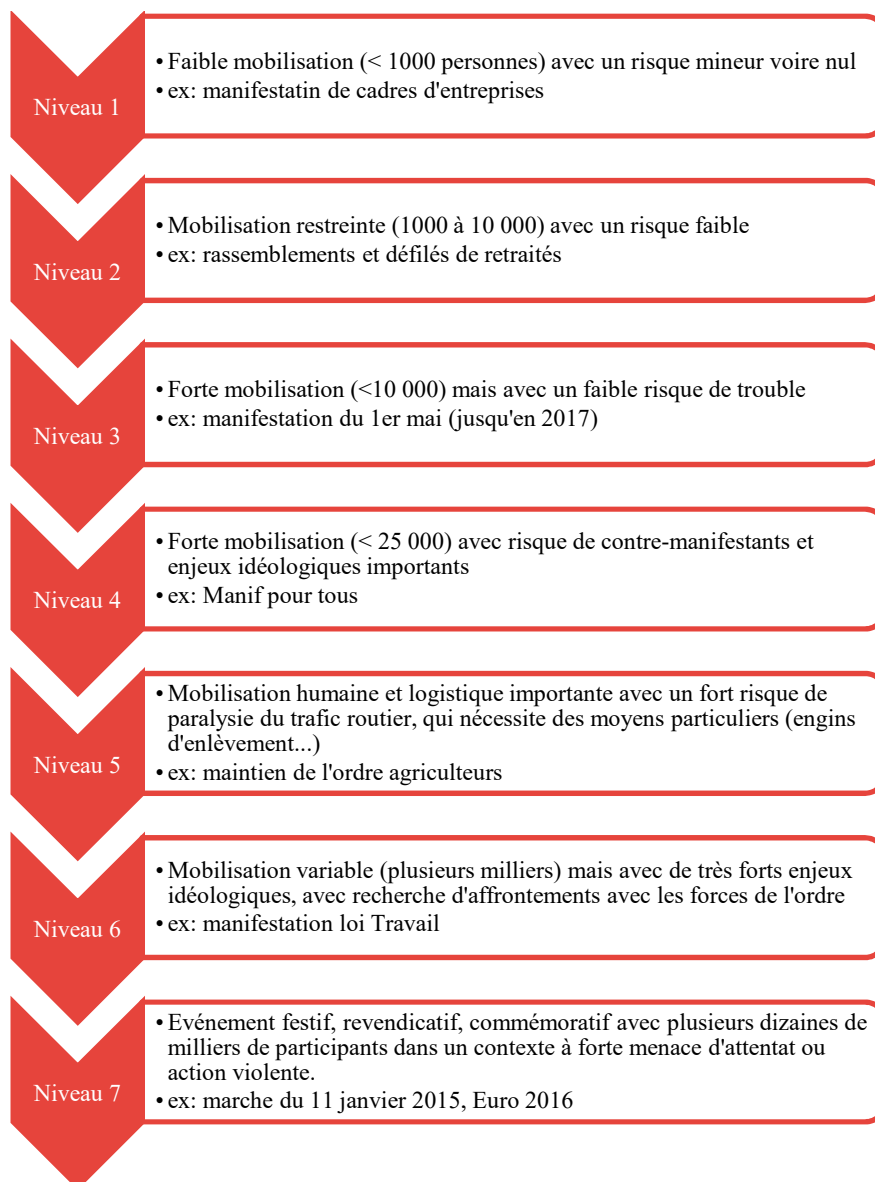 Niveau 1
• Faible mobilisation (< 1000 personnes) avec un risque mineur voire nul
• ex: manifestatin de cadres d'entreprises
Niveau 2
• Mobilisation restreinte (1000 à 10 000) avec un risque faible
• ex: rassemblements et défilés de retraités
Niveau 3
• Forte mobilisation (<10 000) mais avec un faible risque de trouble
• ex: manifestation du 1er mai (jusqu'en 2017)
Niveau 4
• Forte mobilisation (< 25 000) avec risque de contre-manifestants et
enjeux idéologiques importants
• ex: Manif pour tous
Niveau 5
• Mobilisation humaine et logistique importante avec un fort risque de
paralysie du trafic routier, qui nécessite des moyens particuliers (engins
d'enlèvement...)
• ex: maintien de l'ordre agriculteurs
Niveau 6
• Mobilisation variable (plusieurs milliers) mais avec de très forts enjeux
idéologiques, avec recherche d'affrontements avec les forces de l'ordre
• ex: manifestation loi Travail
Niveau 7
• Evénement festif, revendicatif, commémoratif avec plusieurs dizaines de
milliers de participants dans un contexte à forte menace d'attentat ou
action violente.
• ex: marche du 11 janvier 2015, Euro 2016